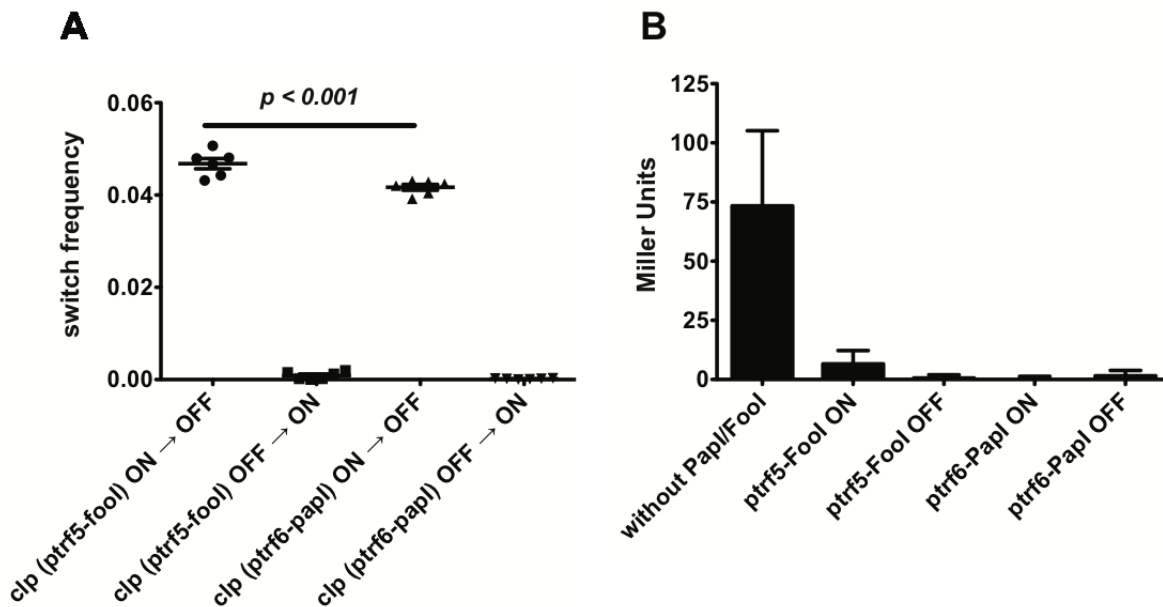 A
p < 0.001
switch frequency
0.06
0.04
0.02
0.00
clp (ptrf5-fooI) ON → OFF
clp (ptrf5-fooI) OFF → ON
clp (ptrf6-papI) ON → OFF
clp (ptrf6-papI) OFF → ON
B
Miller Units
125
100
75
50
25
0
without PapI/FooI
ptrf5-FooI ON
ptrf5-FooI OFF
ptrf6-PapI ON
ptrf6-PapI OFF